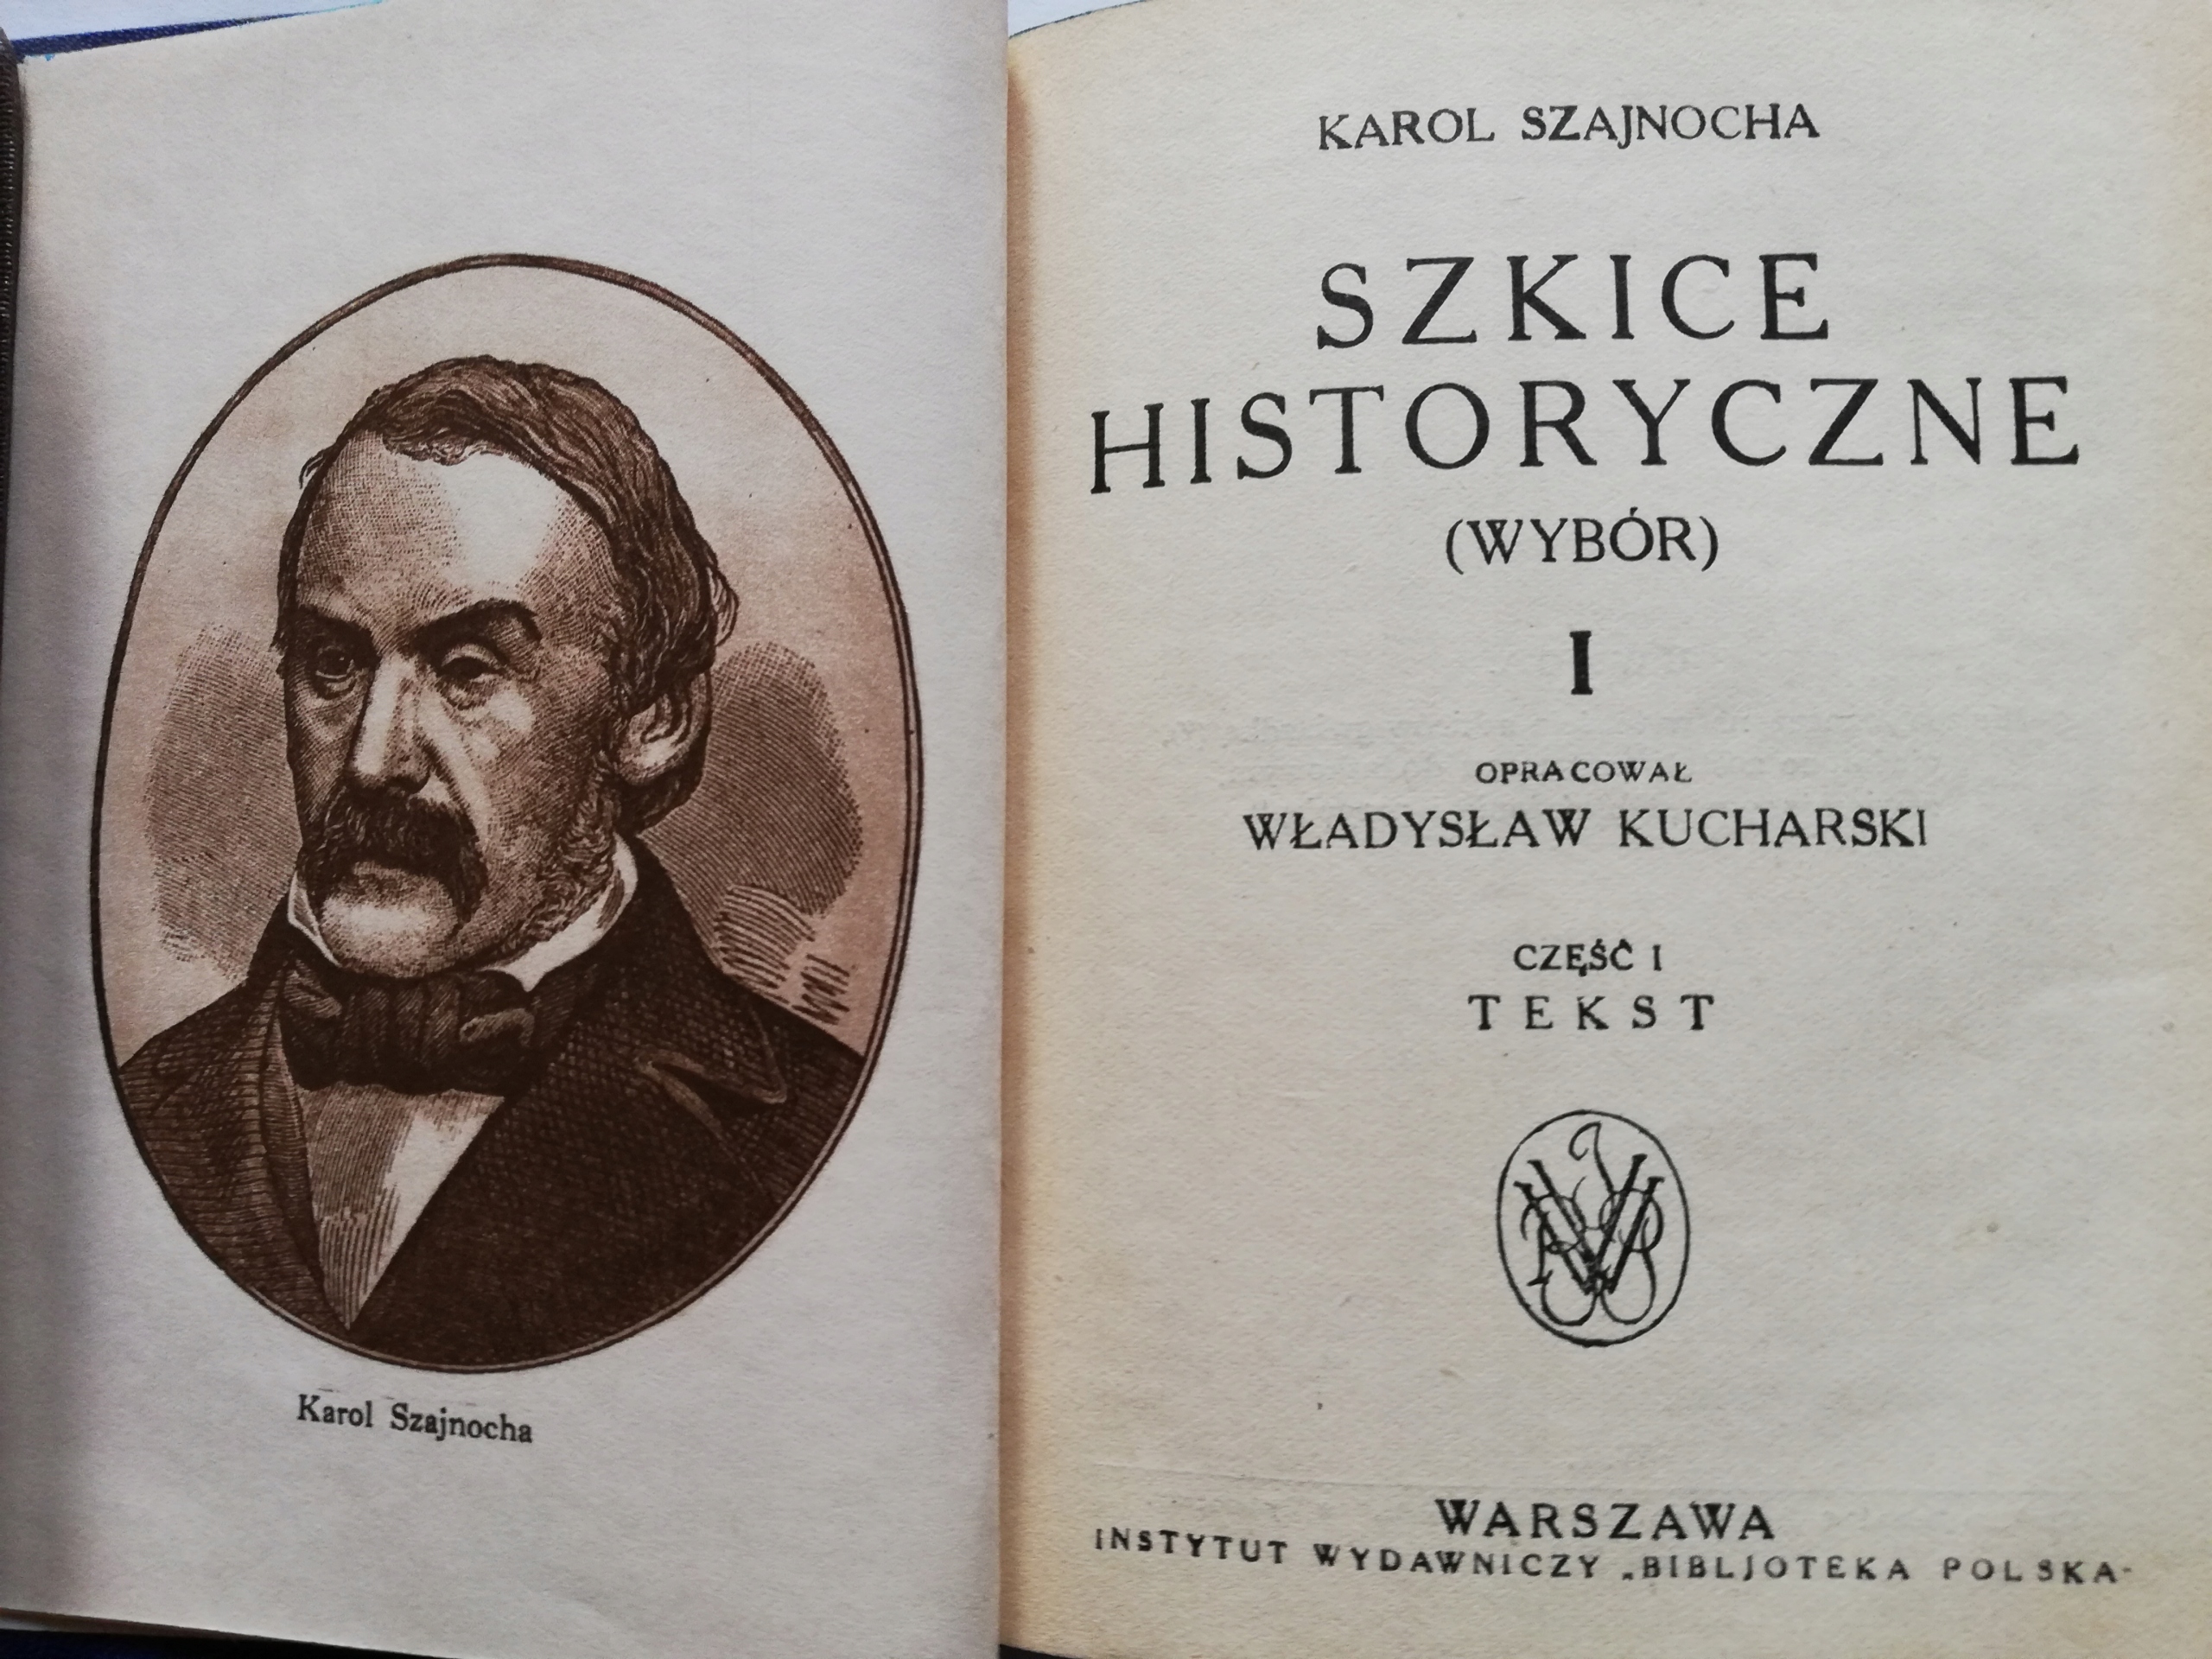 Karol Szajnocha
KAROL SZAJNOCHA
SZKICE
HISTORYCZNE
(WYBÓR)
I
OPRACOWAŁ
WŁADYSŁAW KUCHARSKI
CZĘŚĆ I
TEKST
WARSZAWA
INSTYTUT WYDAWNICZY „BIBLJOTEKA POLSKA"